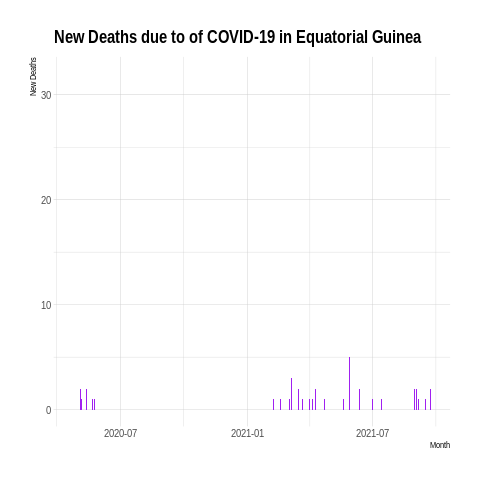 New Deaths due to of COVID-19 in Equatorial Guinea
New Deaths
30
20
10
0
2020-07 2021-01 2021-07
Month